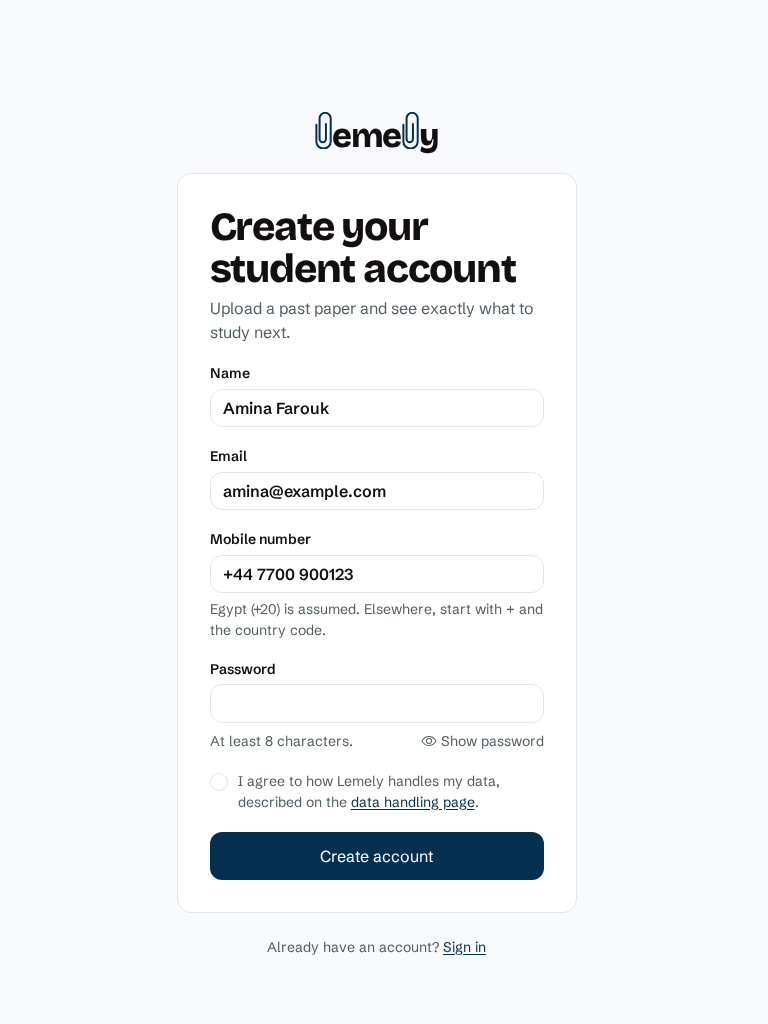 lemely
Create your
student account
Upload a past paper and see exactly what to
study next.
Name
Amina Farouk
Email
amina@example.com
Mobile number
+44 7700 900123
Egypt (+20) is assumed. Elsewhere, start with + and
the country code.
Password
At least 8 characters. Show password
I agree to how Lemely handles my data,
described on the data handling page.
Create account
Already have an account? Sign in